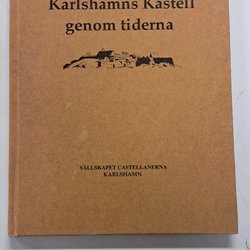 Karlshamns Kastell
genom tiderna
SÄLLSKAPET CASTELLANERNA
KARLSHAMN